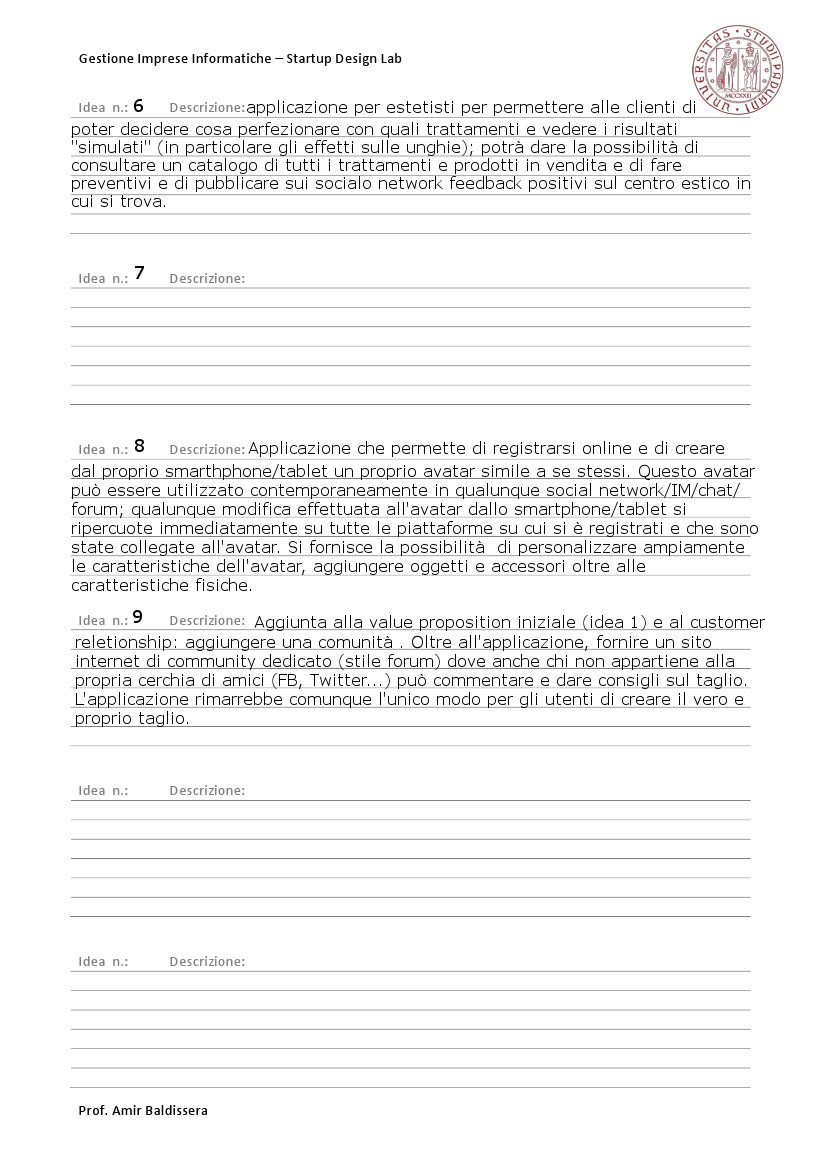 Gestione Imprese Informatiche – Startup Design Lab
UNIVERSITAS STUDII PADUANI
MCCXXII
Idea n.: 6 Descrizione:applicazione per estetisti per permettere alle clienti di
poter decidere cosa perfezionare con quali trattamenti e vedere i risultati
"simulati" (in particolare gli effetti sulle unghie); potrà dare la possibilità di
consultare un catalogo di tutti i trattamenti e prodotti in vendita e di fare
preventivi e di pubblicare sui socialo network feedback positivi sul centro estico in
cui si trova.
Idea n.: 7 Descrizione:
Idea n.: 8 Descrizione: Applicazione che permette di registrarsi online e di creare
dal proprio smarthphone/tablet un proprio avatar simile a se stessi. Questo avatar
può essere utilizzato contemporaneamente in qualunque social network/IM/chat/
forum; qualunque modifica effettuata all'avatar dallo smartphone/tablet si
ripercuote immediatamente su tutte le piattaforme su cui si è registrati e che sono
state collegate all'avatar. Si fornisce la possibilità di personalizzare ampiamente
le caratteristiche dell'avatar, aggiungere oggetti e accessori oltre alle
caratteristiche fisiche.
Idea n.: 9 Descrizione: Aggiunta alla value proposition iniziale (idea 1) e al customer
reletionship: aggiungere una comunità . Oltre all'applicazione, fornire un sito
internet di community dedicato (stile forum) dove anche chi non appartiene alla
propria cerchia di amici (FB, Twitter...) può commentare e dare consigli sul taglio.
L'applicazione rimarrebbe comunque l'unico modo per gli utenti di creare il vero e
proprio taglio.
Idea n.: Descrizione:
Idea n.: Descrizione:
Prof. Amir Baldissera